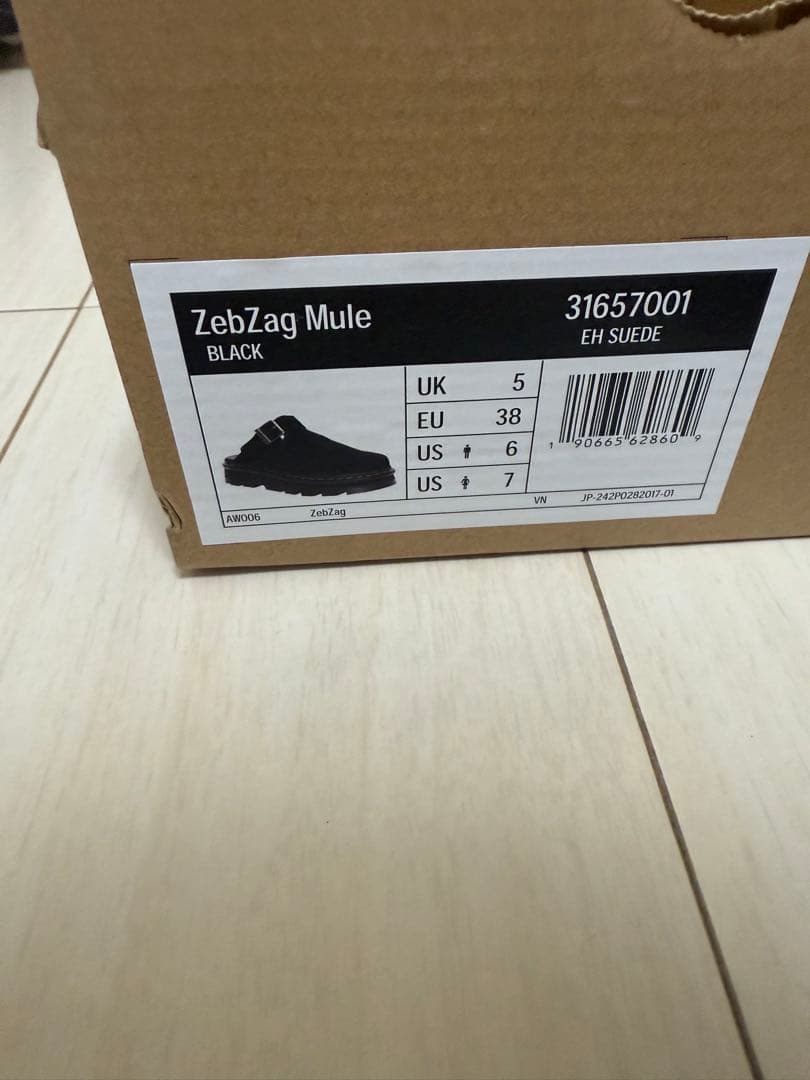 ZebZag Mule
BLACK
31657001
EH SUEDE
UK 5
EU 38
US 6
US 7
1 90665 62860 9
AW006 ZebZag
VN JP-242P0282017-01